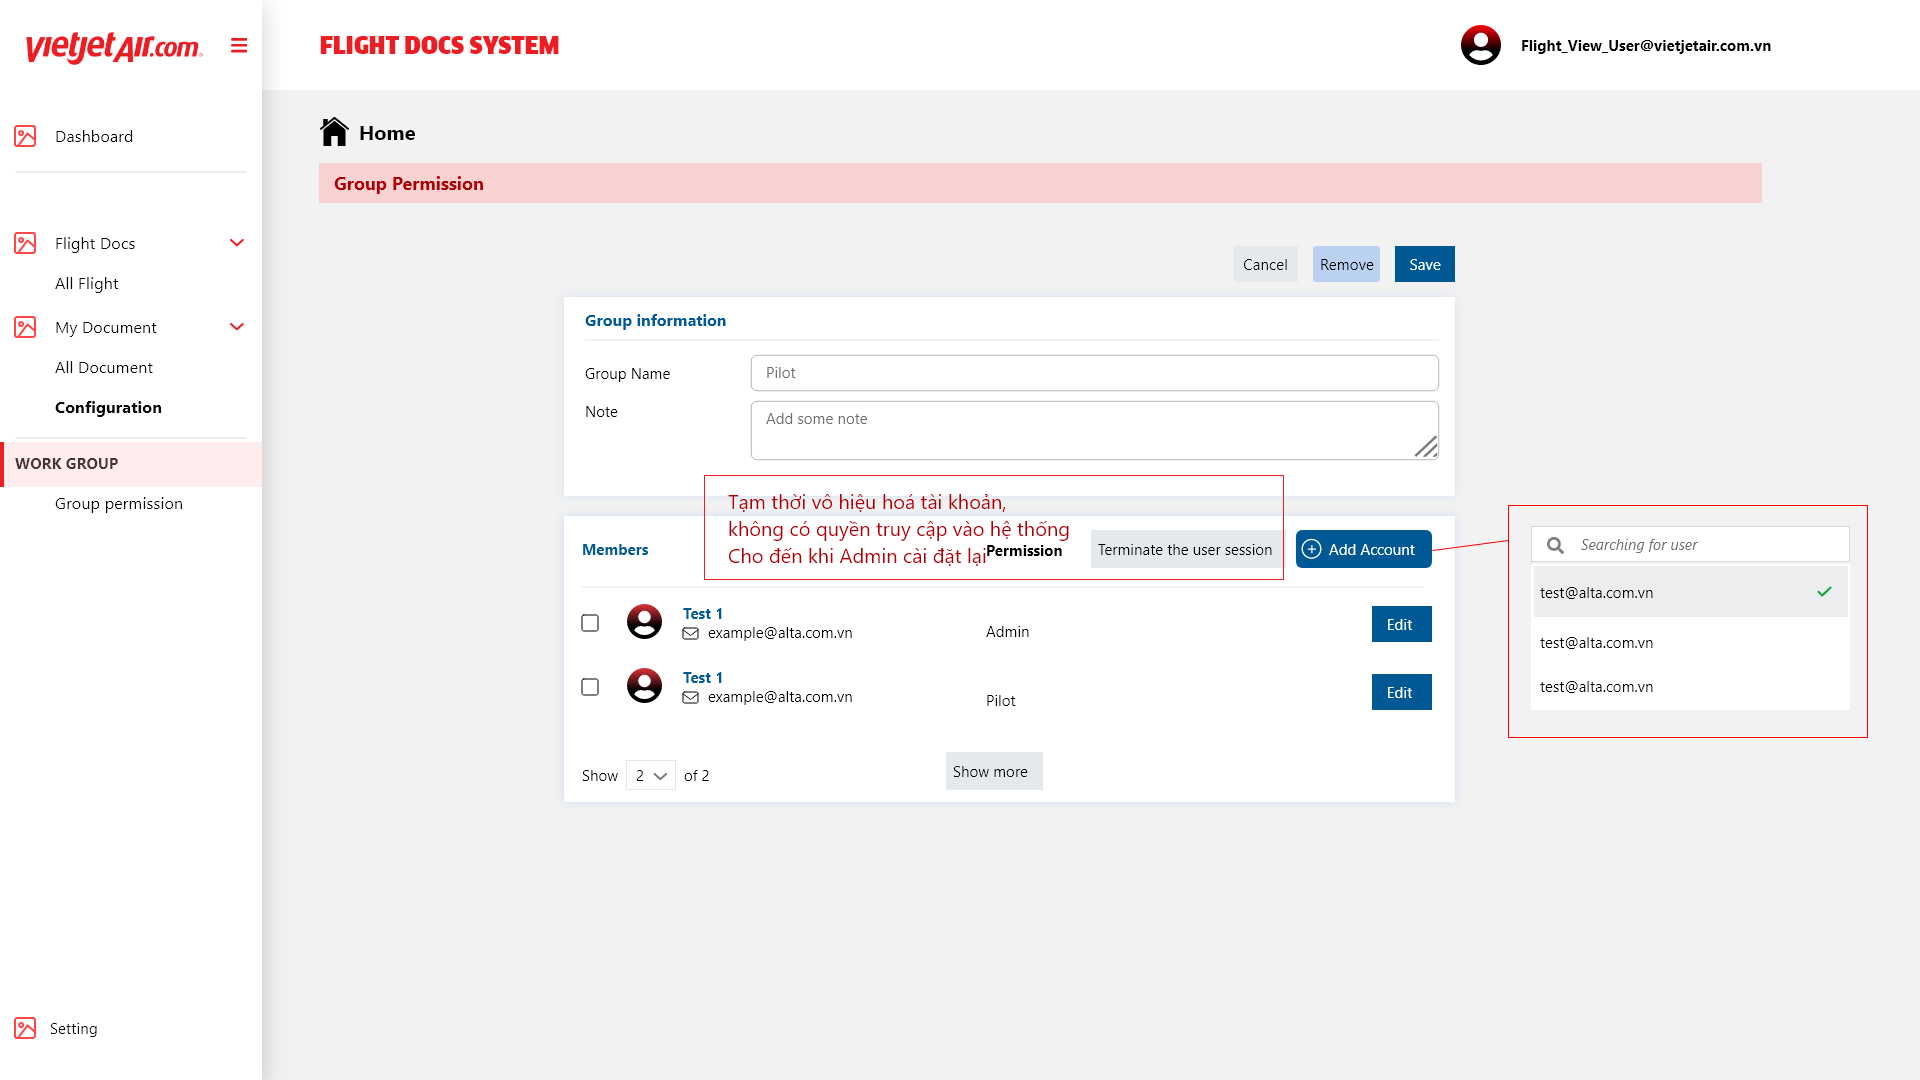 vietjetAir.com
FLIGHT DOCS SYSTEM
Flight_View_User@vietjetair.com.vn
Dashboard
Flight Docs
All Flight
My Document
All Document
Configuration
WORK GROUP
Group permission
Setting
Home
Group Permission
Cancel
Remove
Save
Group information
Group Name
Pilot
Note
Add some note
Tạm thời vô hiệu hoá tài khoản,
không có quyền truy cập vào hệ thống
Cho đến khi Admin cài đặt lại
Members
Permission
Terminate the user session
Add Account
Test 1
example@alta.com.vn
Admin
Edit
Test 1
example@alta.com.vn
Pilot
Edit
Show 2 of 2
Show more
Searching for user
test@alta.com.vn
test@alta.com.vn
test@alta.com.vn